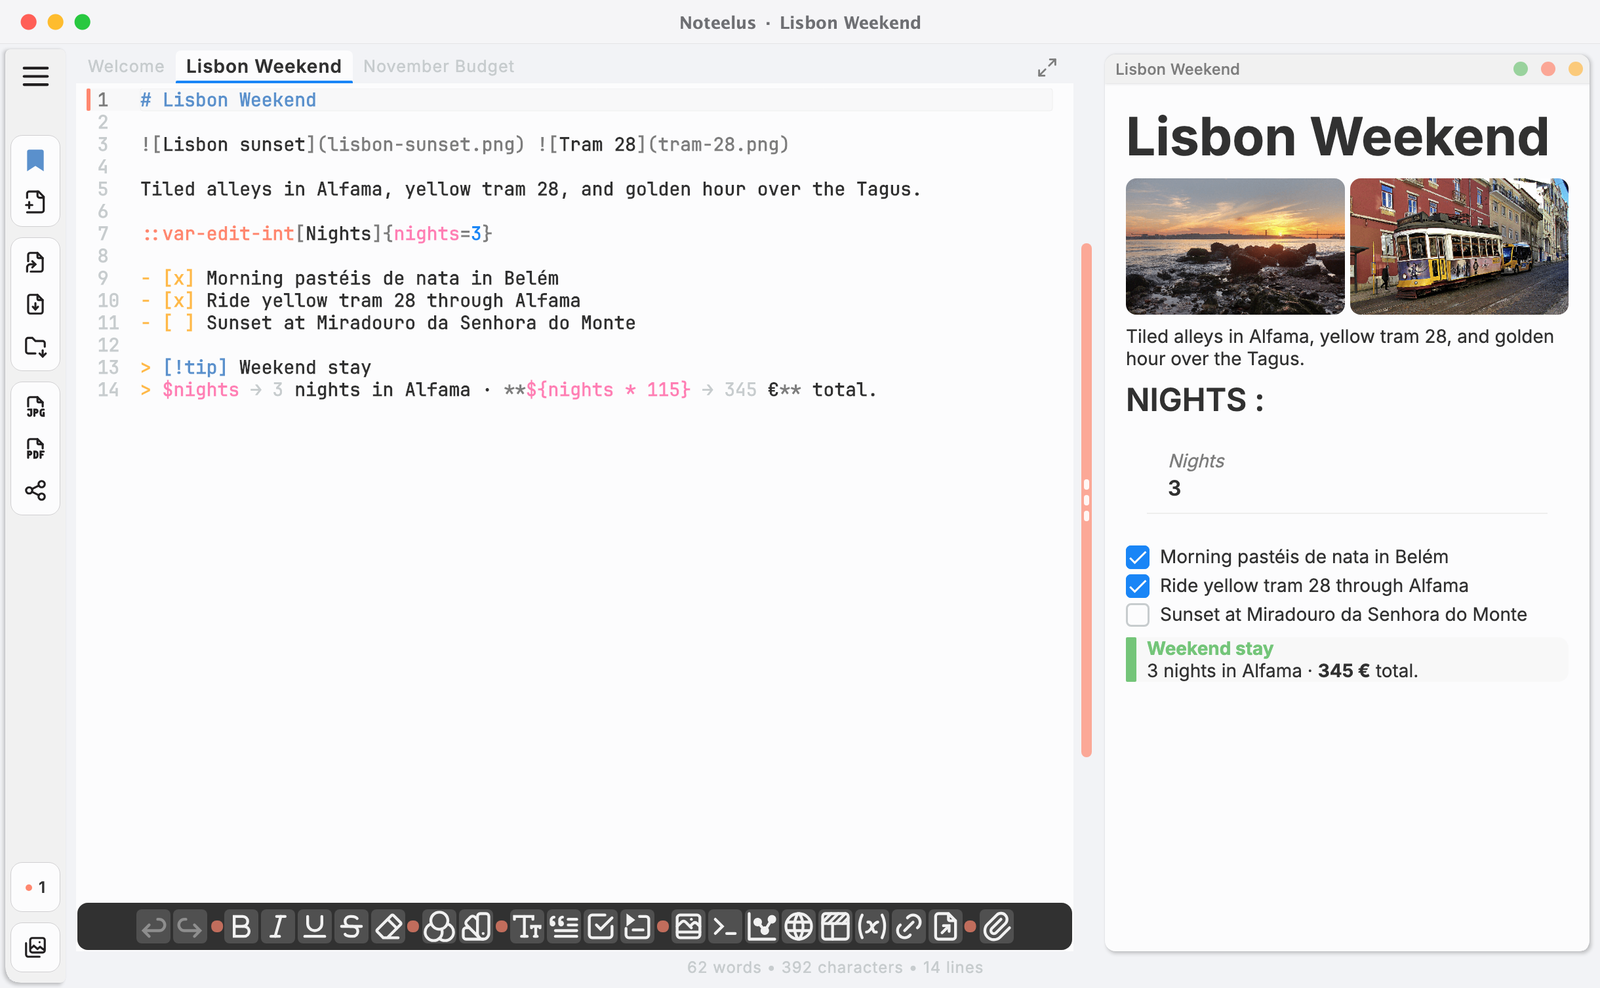 Noteelus · Lisbon Weekend
Welcome
Lisbon Weekend
November Budget
1 # Lisbon Weekend
2
3 ![Lisbon sunset](lisbon-sunset.png) ![Tram 28](tram-28.png)
4
5 Tiled alleys in Alfama, yellow tram 28, and golden hour over the Tagus.
6
7 ::var-edit-int[Nights]{nights=3}
8
9 - [x] Morning pastéis de nata in Belém
10 - [x] Ride yellow tram 28 through Alfama
11 - [ ] Sunset at Miradouro da Senhora do Monte
12
13 > [!tip] Weekend stay
14 > $nights → 3 nights in Alfama · **${nights * 115} → 345 €** total.
JPG
PDF
1
62 words • 392 characters • 14 lines
Lisbon Weekend
Lisbon Weekend
Tiled alleys in Alfama, yellow tram 28, and golden
hour over the Tagus.
NIGHTS :
Nights
3
Morning pastéis de nata in Belém
Ride yellow tram 28 through Alfama
Sunset at Miradouro da Senhora do Monte
Weekend stay
3 nights in Alfama · 345 € total.